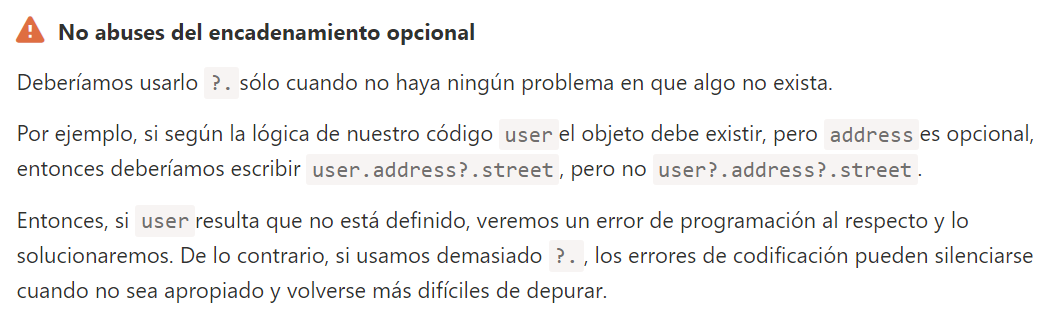 No abuses del encadenamiento opcional
Deberíamos usarlo ?. sólo cuando no haya ningún problema en que algo no exista.
Por ejemplo, si según la lógica de nuestro código user el objeto debe existir, pero address es opcional,
entonces deberíamos escribir user.address?.street, pero no user?.address?.street.
Entonces, si user resulta que no está definido, veremos un error de programación al respecto y lo
solucionaremos. De lo contrario, si usamos demasiado ?., los errores de codificación pueden silenciarse
cuando no sea apropiado y volverse más difíciles de depurar.